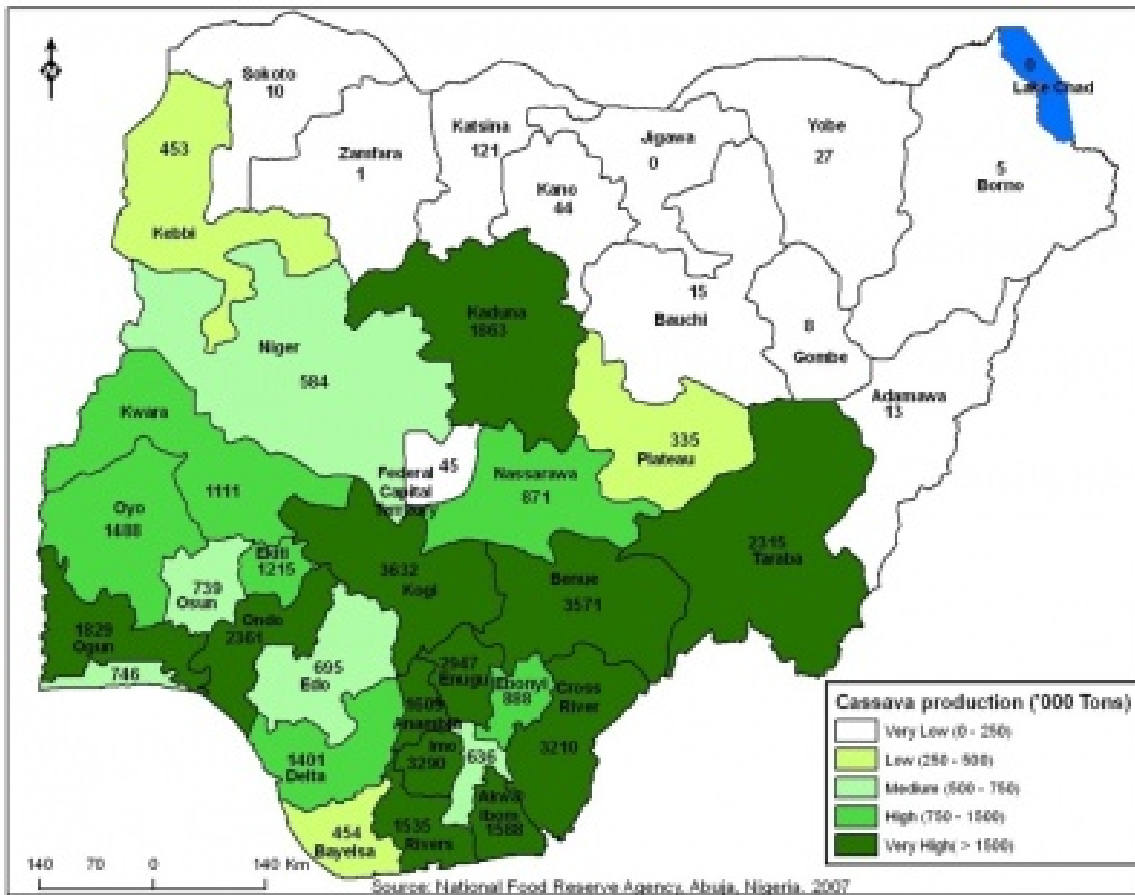 Sokoto
10
Katsina
121
Jigawa
0
Yobe
27
0
Lake Chad
453
Zamfara
1
Kano
44
5
Borno
Kebbi
Kaduna
1863
15
Bauchi
8
Gombe
Niger
584
Adamawa
13
Kwara
335
Plateau
45
Federal
Capital
Territory
Nassarawa
871
1111
Oyo
1488
Ekiti
1215
3632
Kogi
Benue
3571
2315
Taraba
739
Osun
1829
Ogun
Ondo
2361
746
695
Edo
2947
Enugu
Ebonyi
888
Cross
River
3210
1609
Anambra
Imo
3290
636
1401
Delta
Akwa
Ibom
1588
454
Bayelsa
1535
Rivers
Cassava production ('000 Tons)
Very Low (0 - 250)
Low (250 - 500)
Medium (500 - 750)
High (750 - 1500)
Very High( > 1500)
140 70 0 140 Km
Source: National Food Reserve Agency, Abuja, Nigeria, 2007